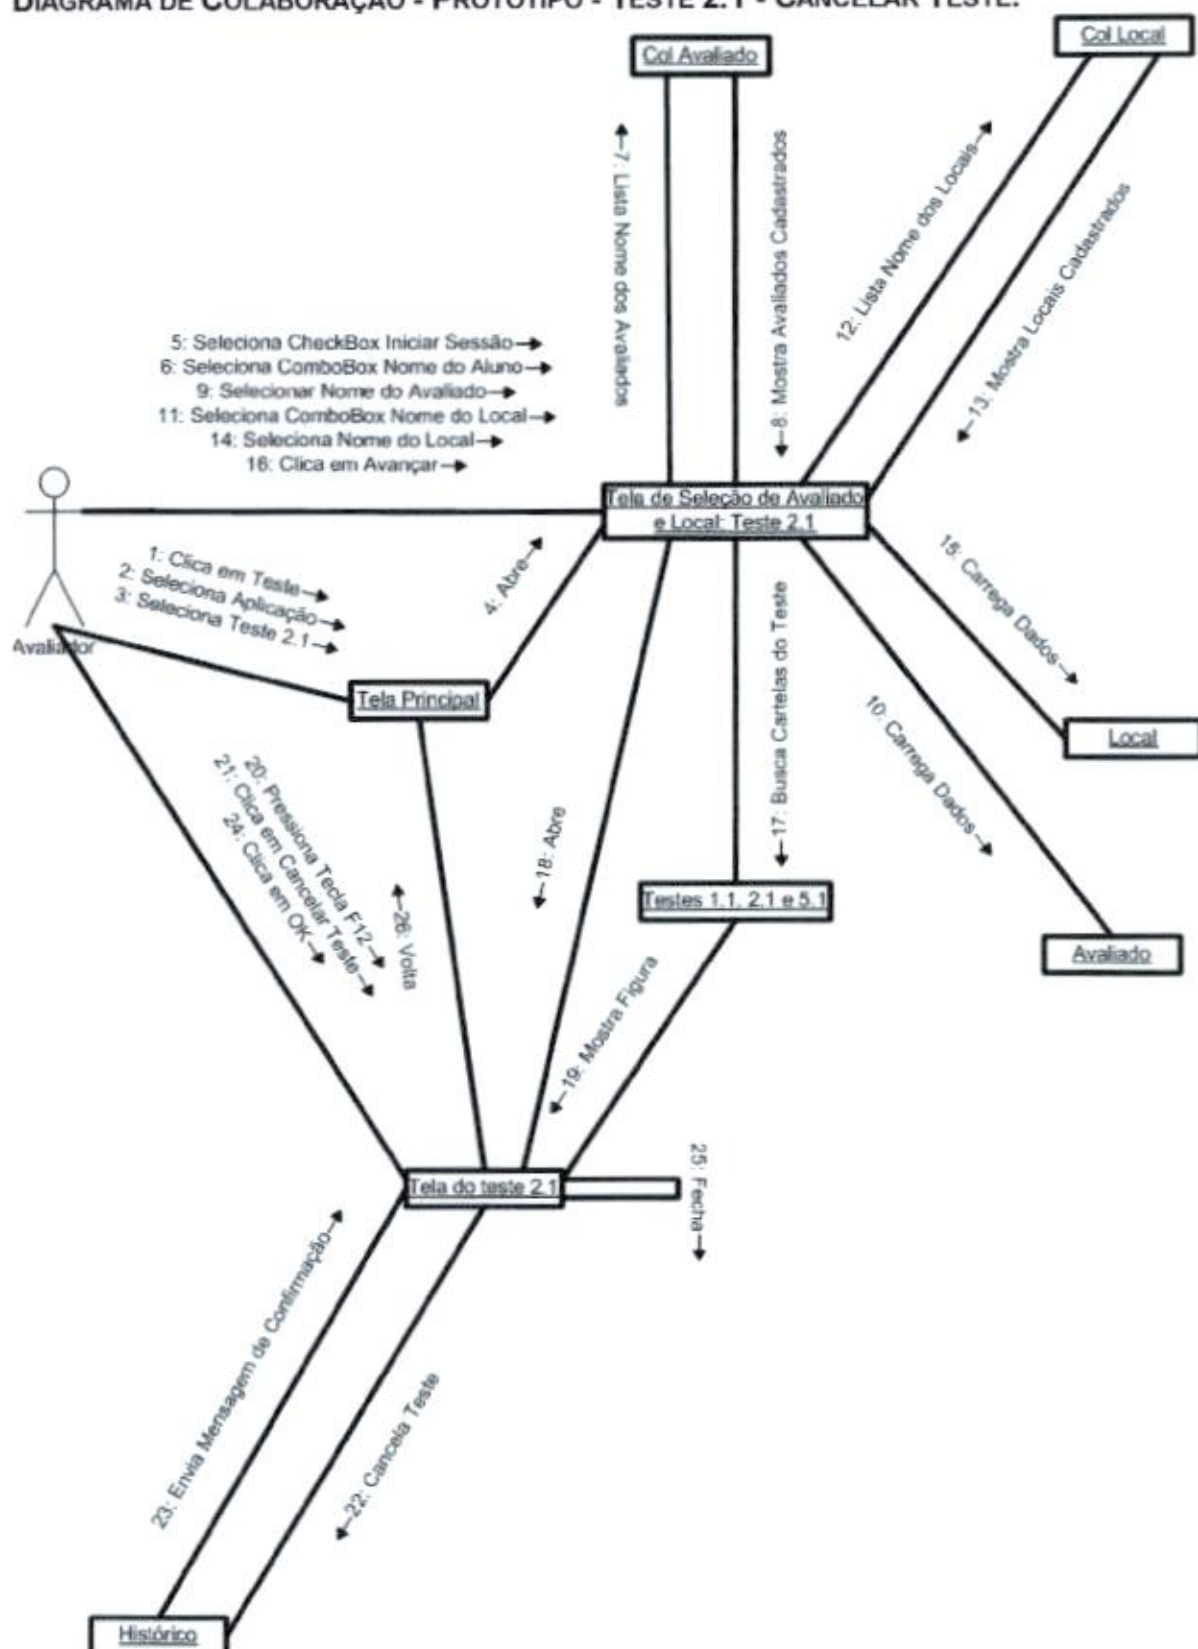 DIAGRAMA DE COLABORAÇÃO - PROTÓTIPO - TESTE 2.1 - CANCELAR TESTE.
Col Avaliado
Col Local
7: Lista Nome dos Avaliados
8: Mostra Avaliados Cadastrados
12: Lista Nome dos Locais
13: Mostra Locais Cadastrados
5: Seleciona CheckBox Iniciar Sessão
6: Seleciona ComboBox Nome do Aluno
9: Selecionar Nome do Avaliado
11: Seleciona ComboBox Nome do Local
14: Seleciona Nome do Local
16: Clica em Avançar
Tela de Seleção de Avaliado
e Local: Teste 2.1
1: Clica em Teste
2: Seleciona Aplicação
3: Seleciona Teste 2.1
Avaliador
4: Abre
Tela Principal
15: Carrega Dados
Local
10: Carrega Dados
17: Busca Cartelas do Teste
20: Pressiona Tecla F12
21: Clica em Cancelar Teste
24: Clica em OK
26: Volta
18: Abre
Testes 1.1, 2.1 e 5.1
Avaliado
19: Mostra Figura
Tela do teste 2.1
25: Fecha
23: Envia Mensagem de Confirmação
22: Cancela Teste
Histórico